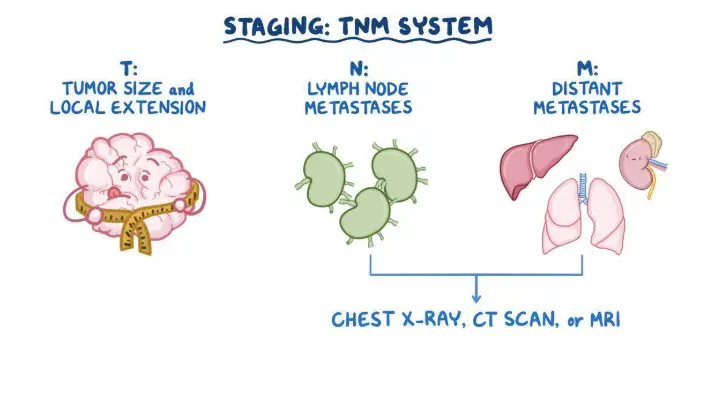 STAGING: TNM SYSTEM
T:
TUMOR SIZE and
LOCAL EXTENSION
N:
LYMPH NODE
METASTASES
M:
DISTANT
METASTASES
CHEST X-RAY, CT SCAN, or MRI